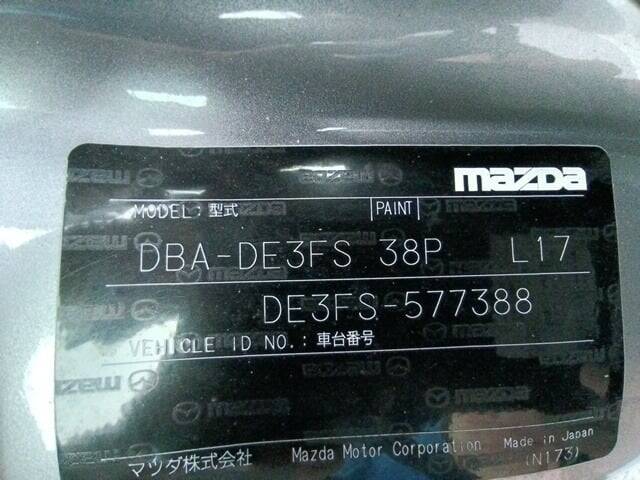 mazda
MODEL : 型式 PAINT
DBA-DE3FS 38P L17
DE3FS-577388
VEHICLE ID NO. : 車台番号
マツダ株式会社 Mazda Motor Corporation Made in Japan
(N173)